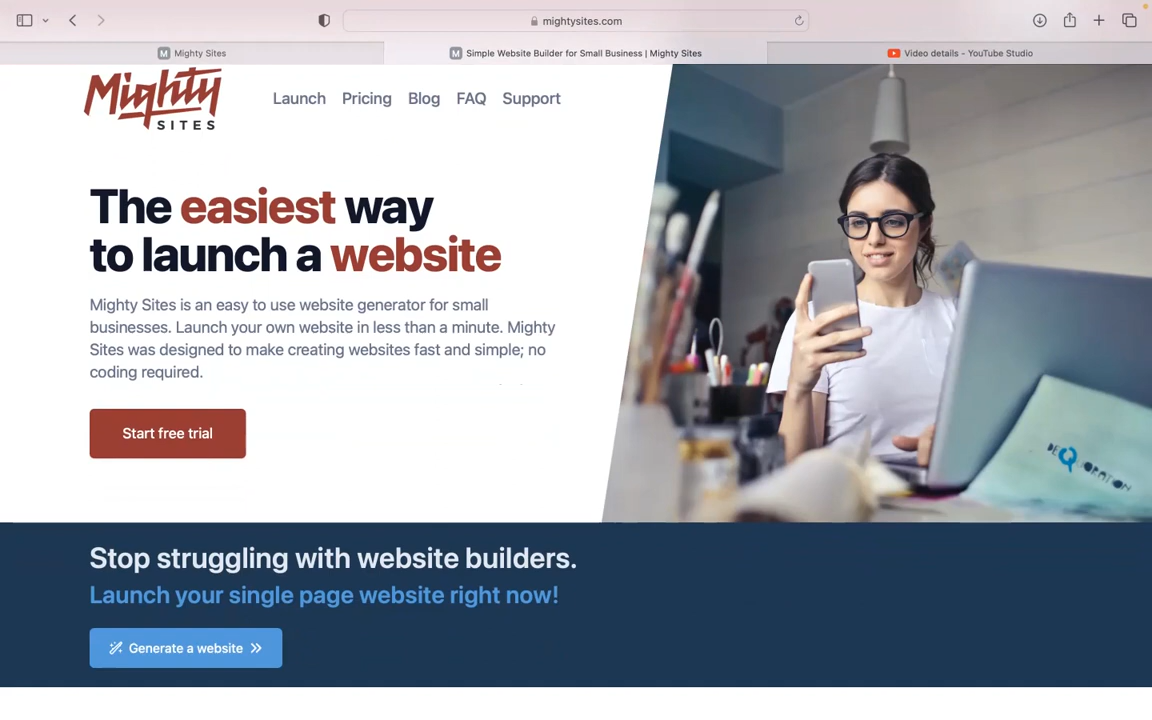 mightysites.com
Mighty Sites
Simple Website Builder for Small Business | Mighty Sites
Video details - YouTube Studio
Mighty
SITES
Launch Pricing Blog FAQ Support
The easiest way
to launch a website
Mighty Sites is an easy to use website generator for small
businesses. Launch your own website in less than a minute. Mighty
Sites was designed to make creating websites fast and simple; no
coding required.
Start free trial
Stop struggling with website builders.
Launch your single page website right now!
Generate a website